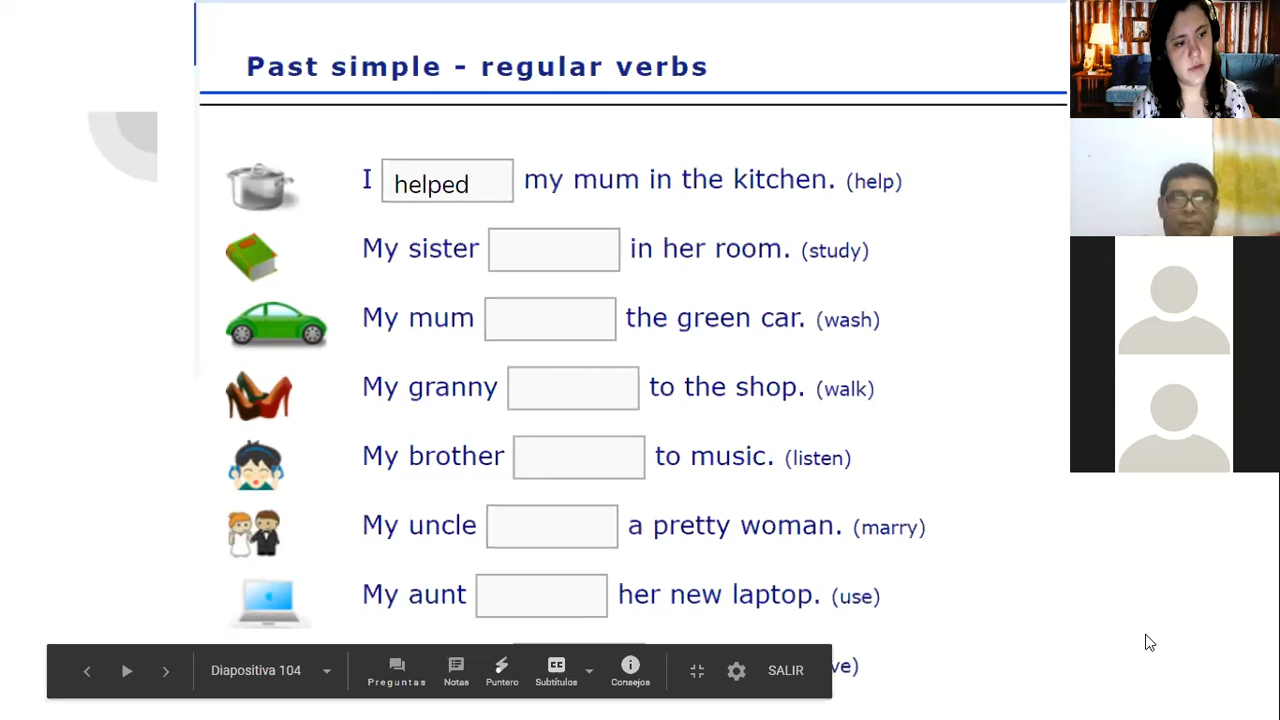 Past simple - regular verbs
I helped my mum in the kitchen. (help)
My sister in her room. (study)
My mum the green car. (wash)
My granny to the shop. (walk)
My brother to music. (listen)
My uncle a pretty woman. (marry)
My aunt her new laptop. (use)
ve)
Diapositiva 104
Preguntas
Notas
Puntero
CC
Subtítulos
Consejos
SALIR